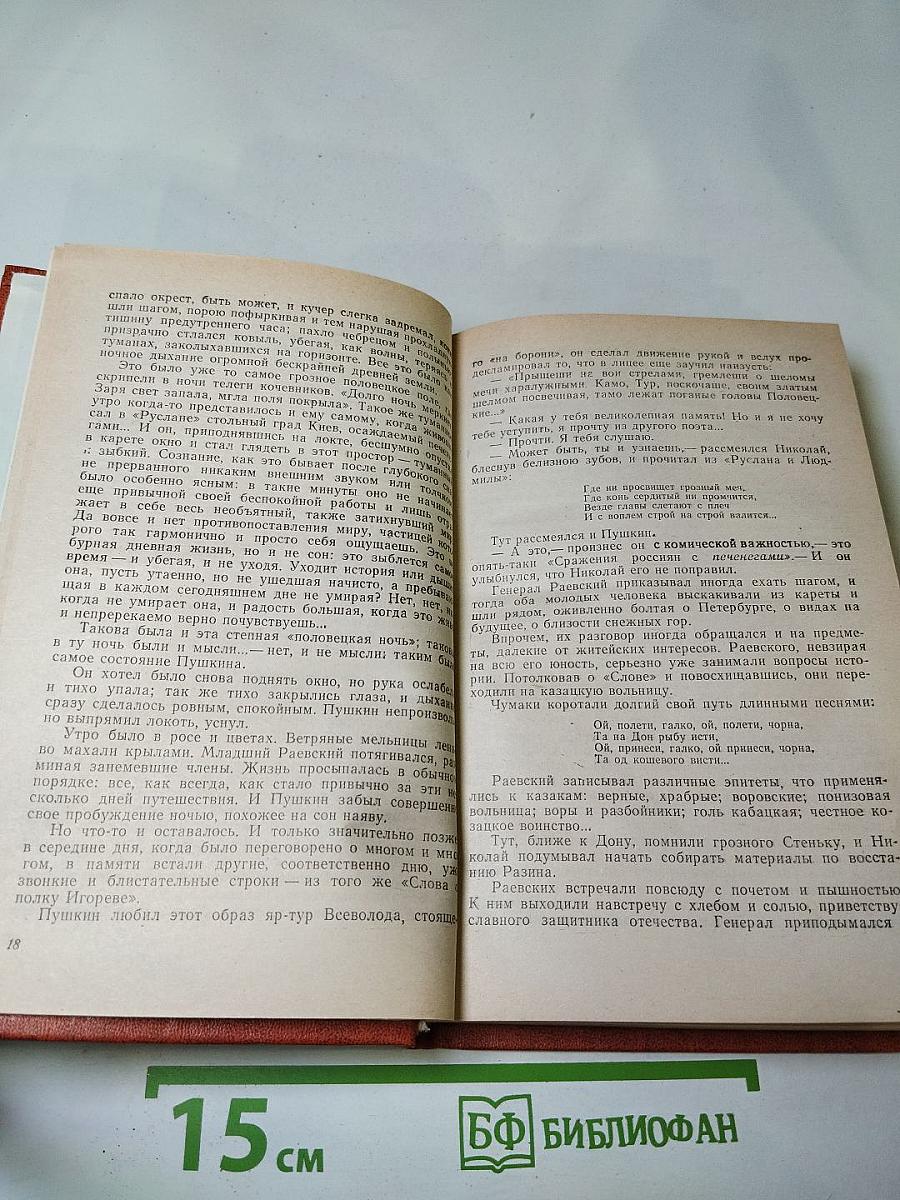 спало окрест, быть может, и кучер слегка задремал,
шли шагом, порою пофыркивая и тем нарушая
тишину предутреннего часа; пахло чебрецом и
призрачно стлался ковыль, убегая, как волны,
туманах, заколыхавшихся на горизонте. Все это было
ночное дыхание огромной бескрайней древней земли
Это было уже то самое грозное половецкое поле,
скрипели в ночи телеги кочевников. «Долго ночь
Заря свет запала, мгла поля покрыла». Такое же
утро когда-то представилось и ему самому, когда
сал в «Руслане» стольный град Киев, осаждаемый
гами... И он, приподнявшись на локте, бесшумно
в карете окно и стал глядеть в этот простор —
зыбкий. Сознание, как это бывает после глубокого
не прерванного никаким внешним звуком или
было особенно ясным: в такие минуты оно не
еще привычной своей беспокойной работы и лишь
жает в себе весь необъятный, также затихнувший мир
Да вовсе и нет противопоставления миру, частицей
рого так гармонично и просто себя ощущаешь. Это
бурная дневная жизнь, но и не сон: это зыблется само
время — и убегая, и не уходя. Уходит история или
она, пусть утаенно, но не ушедшая начисто, а
щая в каждом сегодняшнем дне не умирая? Нет, нет,
когда не умирает она, и радость большая, когда это
и непререкаемо верно почувствуешь...
Такова была и эта степная «половецкая ночь»;
в ту ночь были и мысли...— нет, и не мысли: таким
самое состояние Пушкина.
Он хотел было снова поднять окно, но рука
и тихо упала; так же тихо закрылись глаза, и
сразу сделалось ровным, спокойным. Пушкин
но выпрямил локоть, уснул.
Утро было в росе и цветах. Ветряные мельницы
во махали крылами. Младший Раевский потягивался,
миная занемевшие члены. Жизнь просыпалась в
порядке: все, как всегда, как стало привычно за эти
сколько дней путешествия. И Пушкин забыл
свое пробуждение ночью, похожее на сон наяву.
Но что-то и оставалось. И только значительно
в середине дня, когда было переговорено о многом и
гом, в памяти встали другие, соответственно дню,
звонкие и блистательные строки — из того же «Слова
полку Игореве».
Пушкин любил этот образ яр-тур Всеволода, стояще-
18
го «на борони», он сделал движение рукой и вслух про-
декламировал то, что в лицее еще заучил наизусть:
— «Прыщеши на вои стрелами, гремлеши о шеломы
мечи харалужными. Камо, Тур, поскочаше, своим златым
шеломом посвечивая, тамо лежат поганые головы Половец-
кие...»
— Какая у тебя великолепная память! Но и я не хочу
тебе уступить, я прочту из другого поэта...
— Прочти. Я тебя слушаю.
— Может быть, ты и узнаешь,— рассмеялся Николай,
блеснув белизною зубов, и прочитал из «Руслана и Люд-
милы»:
Где ни просвищет грозный меч,
Где конь сердитый ни промчится,
Везде главы слетают с плеч
И с воплем строй на строй валится...
Тут рассмеялся и Пушкин.
— А это,— произнес он с комической важностью,— это
опять-таки «Сражения россиян с печенегами».— И он
улыбнулся, что Николай его не поправил.
Генерал Раевский приказывал иногда ехать шагом, и
тогда оба молодых человека выскакивали из кареты и
шли рядом, оживленно болтая о Петербурге, о видах на
будущее, о близости снежных гор.
Впрочем, их разговор иногда обращался и на предме-
ты, далекие от житейских интересов. Раевского, невзирая
на всю его юность, серьезно уже занимали вопросы исто-
рии. Потолковав о «Слове» и повосхищавшись, они пере-
ходили на казацкую вольницу.
Чумаки коротали долгий свой путь длинными песнями:
Ой, полети, галко, ой, полети, чорна,
Та на Дон рыбу исти,
Ой, принеси, галко, ой принеси, чорна,
Та од кошевого висти...
Раевский записывал различные эпитеты, что применя-
лись к казакам: верные, храбрые; воровские; понизовая
вольница; воры и разбойники; голь кабацкая; честное ко-
зацкое воинство...
Тут, ближе к Дону, помнили грозного Стеньку, и Ни-
колай подумывал начать собирать материалы по восста-
нию Разина.
Раевских встречали повсюду с почетом и пышностью
К ним выходили навстречу с хлебом и солью, приветству
славного защитника отечества. Генерал приподымался
15 см
БФ БИБЛИОФАН